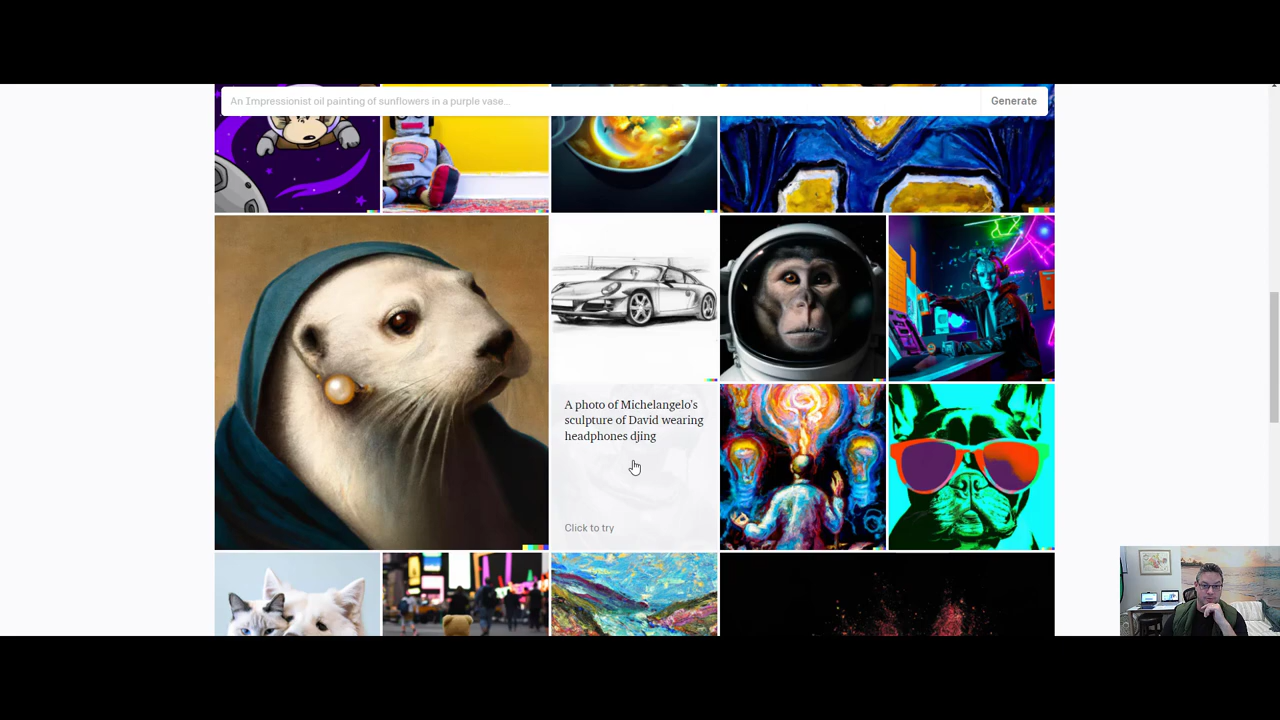 An Impressionist oil painting of sunflowers in a purple vase...
Generate
A photo of Michelangelo's
sculpture of David wearing
headphones djing
Click to try